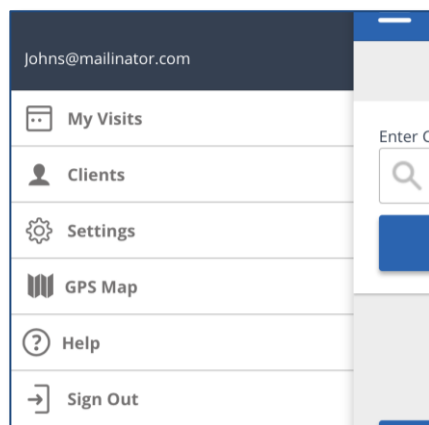 Johns@mailinator.com
My Visits
Clients
Settings
GPS Map
Help
Sign Out
Enter